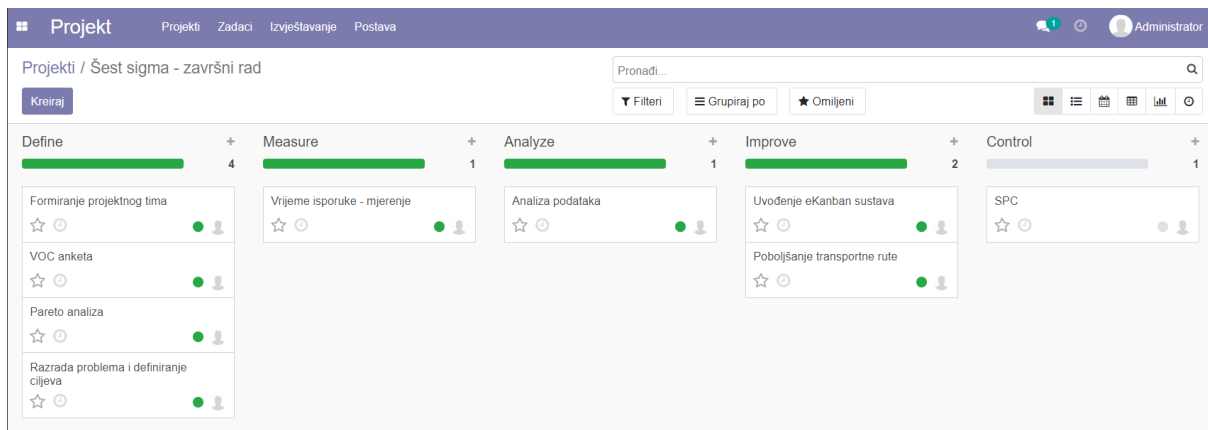 Projekt Projekti Zadaci Izvještavanje Postava 1 Administrator
Projekti / Šest sigma - završni rad
Pronađi...
Kreiraj
Filteri Grupiraj po Omiljeni
Define + Measure + Analyze + Improve + Control +
4 1 1 2 1
Formiranje projektnog tima
VOC anketa
Pareto analiza
Razrada problema i definiranje
ciljeva
Vrijeme isporuke - mjerenje
Analiza podataka
Uvođenje eKanban sustava
Poboljšanje transportne rute
SPC